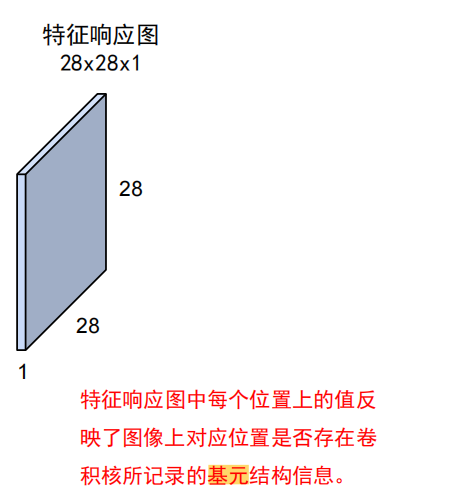 特征响应图
28x28x1
28
28
1
特征响应图中每个位置上的值反
映了图像上对应位置是否存在卷
积核所记录的基元结构信息。